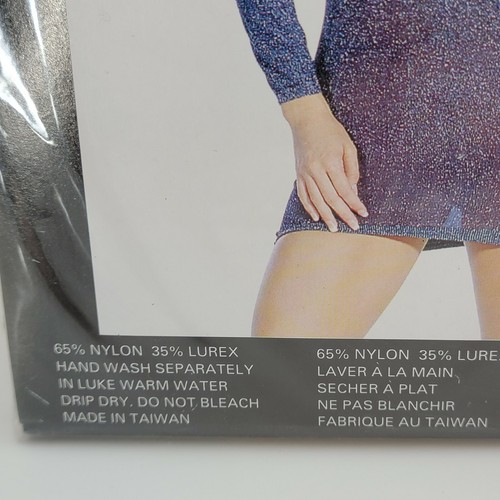 65% NYLON 35% LUREX
HAND WASH SEPARATELY
IN LUKE WARM WATER
DRIP DRY. DO NOT BLEACH
MADE IN TAIWAN
65% NYLON 35% LURE
LAVER À LA MAIN
SECHER À PLAT
NE PAS BLANCHIR
FABRIQUE AU TAIWAN